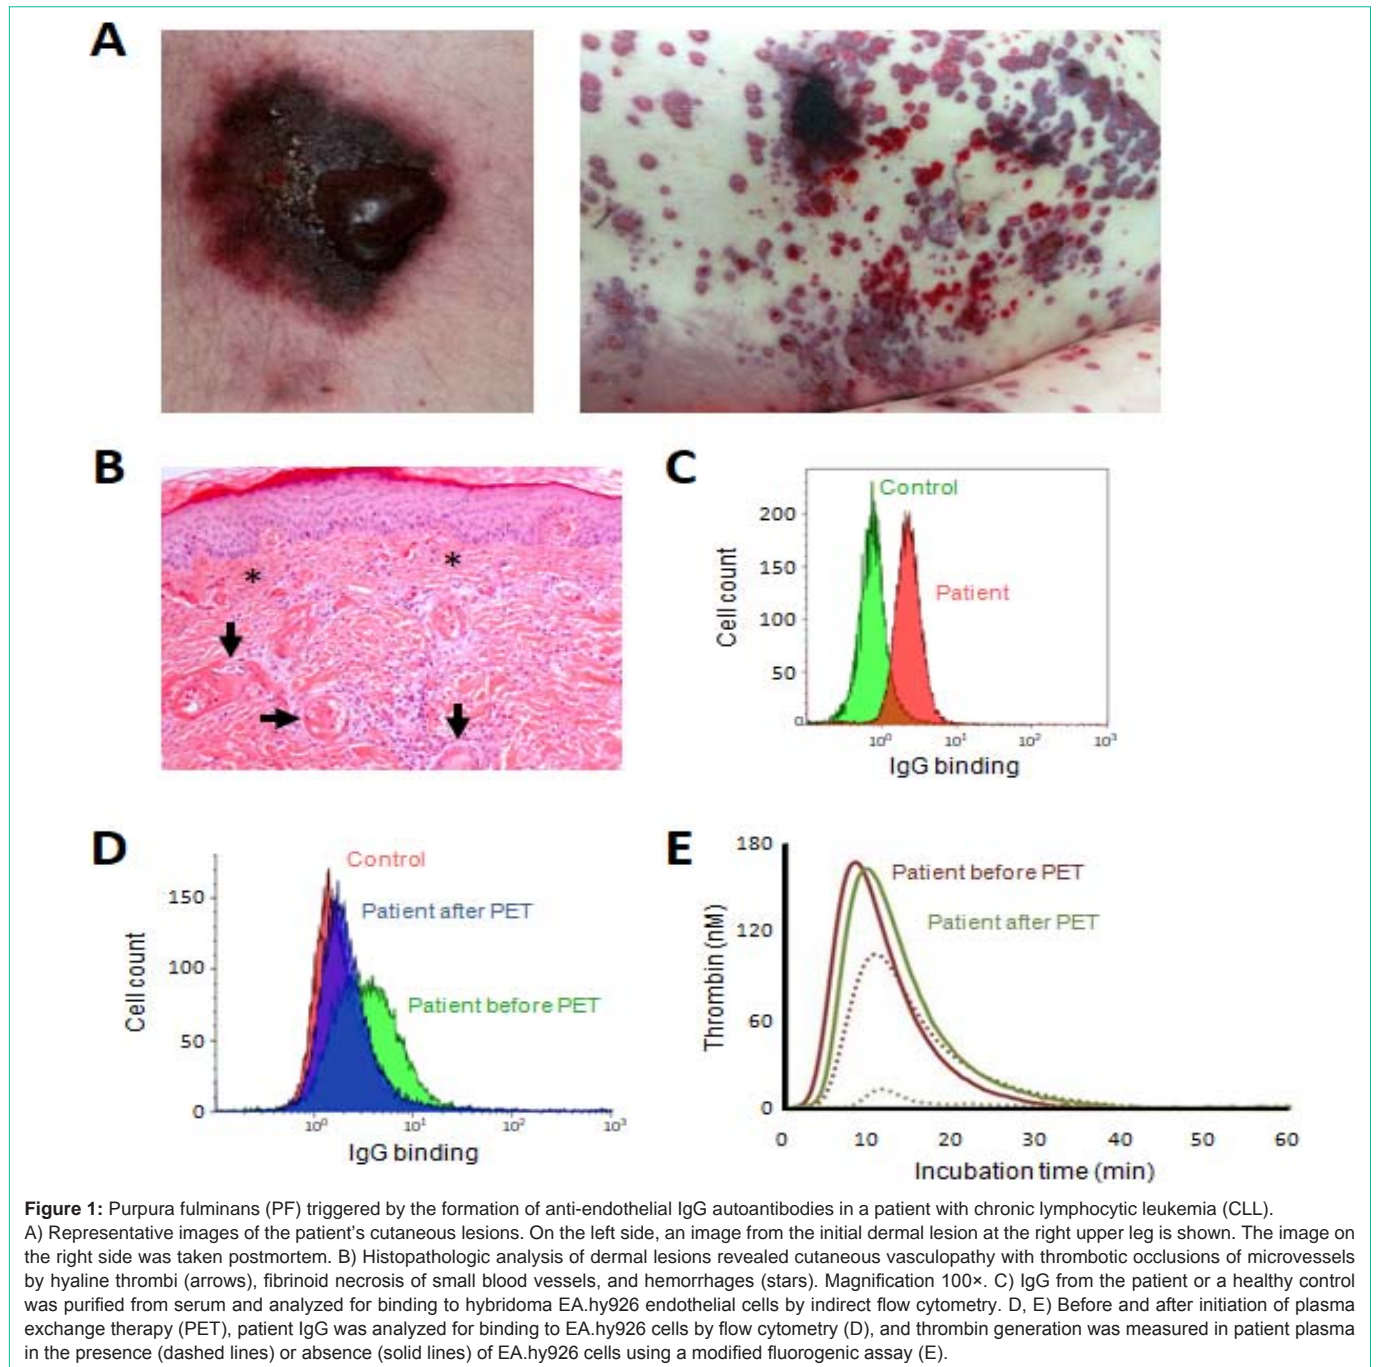 A
B
*
*
C
Control
Patient
200
150
100
50
0
Cell count
10⁰
10¹
10²
10³
IgG binding
D
Control
Patient after PET
Patient before PET
150
100
50
0
Cell count
10⁰
10¹
10²
10³
IgG binding
E
180
120
60
0
Thrombin (nM)
Patient before PET
Patient after PET
0 10 20 30 40 50 60
Incubation time (min)
Figure 1: Purpura fulminans (PF) triggered by the formation of anti-endothelial IgG autoantibodies in a patient with chronic lymphocytic leukemia (CLL).
A) Representative images of the patient's cutaneous lesions. On the left side, an image from the initial dermal lesion at the right upper leg is shown. The image on
the right side was taken postmortem. B) Histopathologic analysis of dermal lesions revealed cutaneous vasculopathy with thrombotic occlusions of microvessels
by hyaline thrombi (arrows), fibrinoid necrosis of small blood vessels, and hemorrhages (stars). Magnification 100×. C) IgG from the patient or a healthy control
was purified from serum and analyzed for binding to hybridoma EA.hy926 endothelial cells by indirect flow cytometry. D, E) Before and after initiation of plasma
exchange therapy (PET), patient IgG was analyzed for binding to EA.hy926 cells by flow cytometry (D), and thrombin generation was measured in patient plasma
in the presence (dashed lines) or absence (solid lines) of EA.hy926 cells using a modified fluorogenic assay (E).